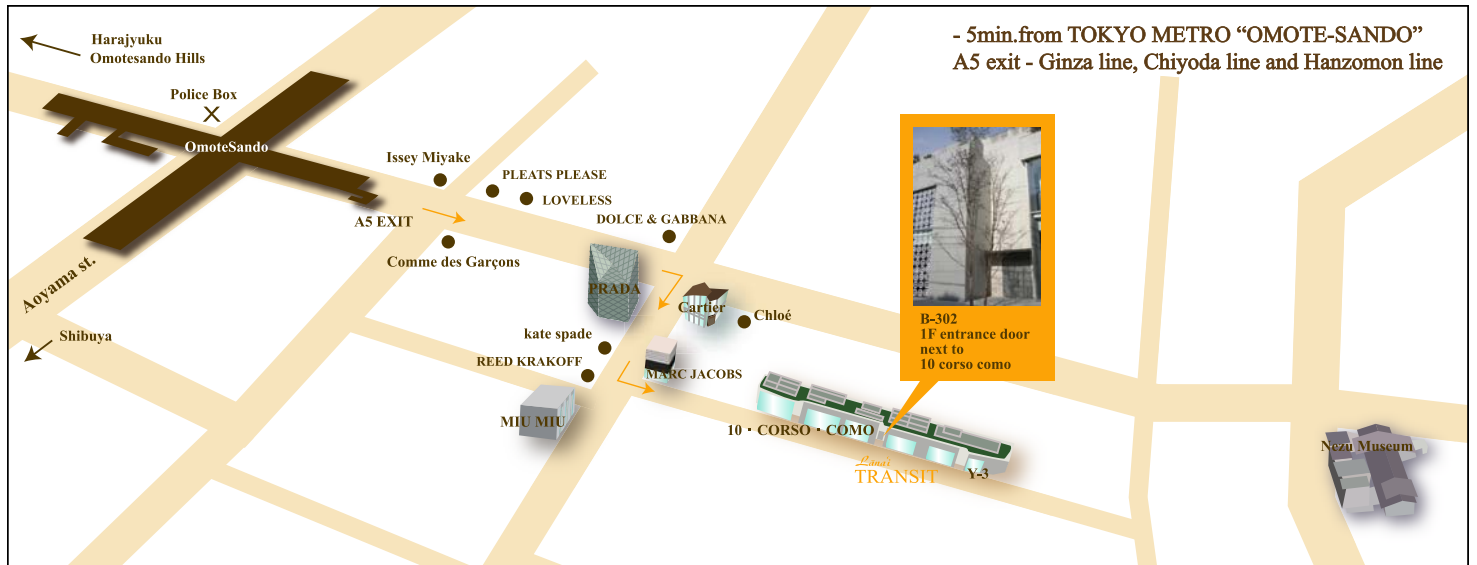 - 5min.from TOKYO METRO “OMOTE-SANDO”
A5 exit - Ginza line, Chiyoda line and Hanzomon line
Harajyuku
Omotesando Hills
Police Box
OmoteSando
Issey Miyake
PLEATS PLEASE
LOVELESS
A5 EXIT
DOLCE & GABBANA
Comme des Garçons
Aoyama st.
Shibuya
PRADA
Cartier
Chloé
kate spade
REED KRAKOFF
MARC JACOBS
MIU MIU
B-302
1F entrance door
next to
10 corso como
10・CORSO・COMO
Lanai
TRANSIT
Y-3
Nezu Museum